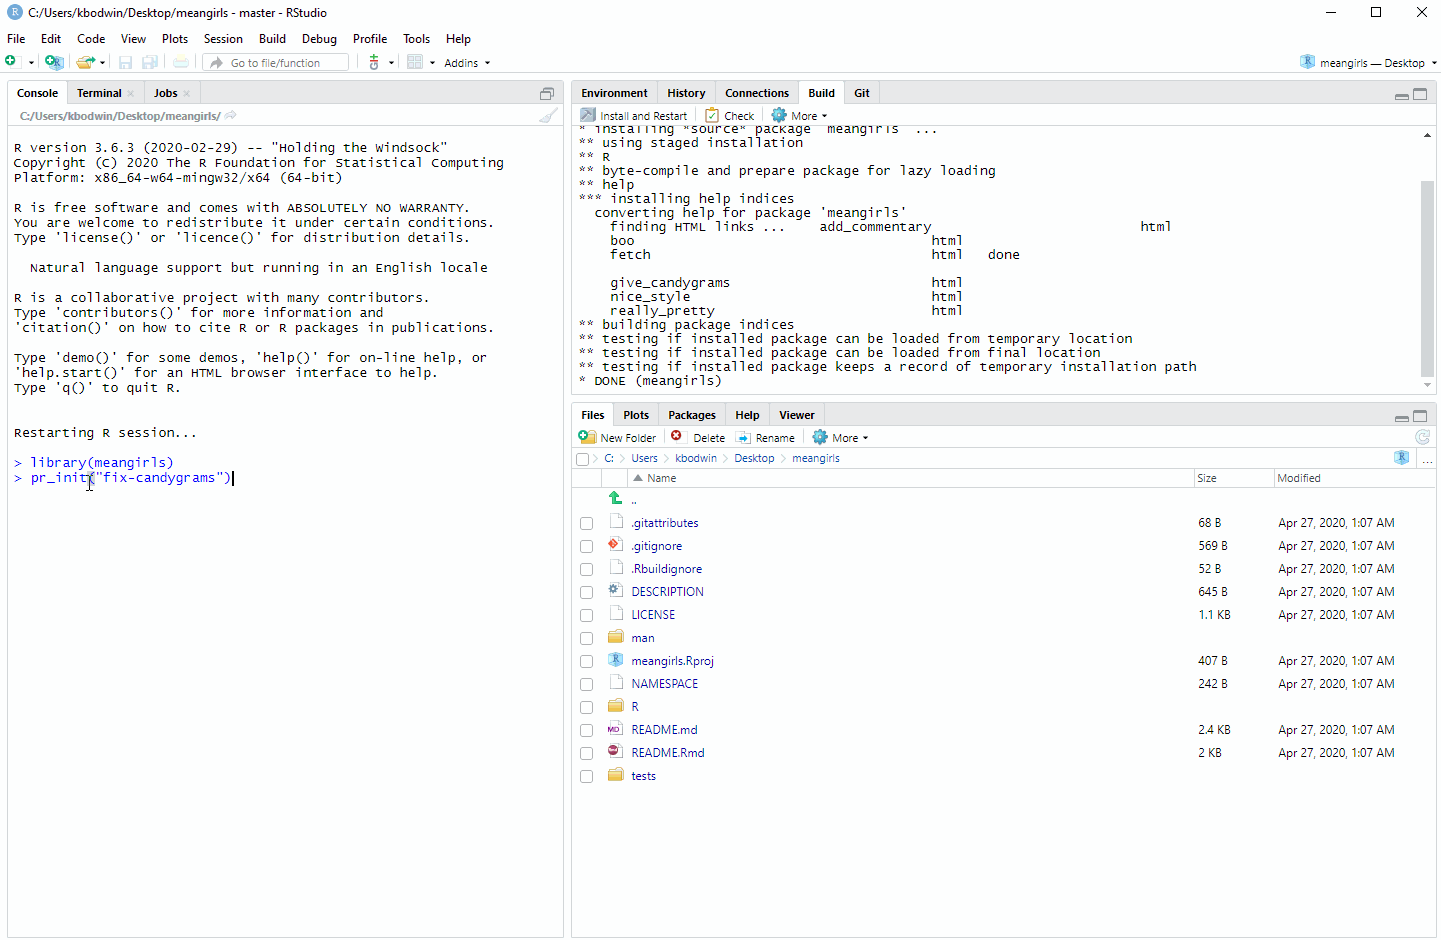 C:/Users/kbodwin/Desktop/meangirls - master - RStudio
File Edit Code View Plots Session Build Debug Profile Tools Help
Go to file/function Addins meangirls — Desktop
Console Terminal Jobs
C:/Users/kbodwin/Desktop/meangirls/
R version 3.6.3 (2020-02-29) -- "Holding the Windsock"
Copyright (C) 2020 The R Foundation for Statistical Computing
Platform: x86_64-w64-mingw32/x64 (64-bit)
R is free software and comes with ABSOLUTELY NO WARRANTY.
You are welcome to redistribute it under certain conditions.
Type 'license()' or 'licence()' for distribution details.
Natural language support but running in an English locale
R is a collaborative project with many contributors.
Type 'contributors()' for more information and
'citation()' on how to cite R or R packages in publications.
Type 'demo()' for some demos, 'help()' for on-line help, or
'help.start()' for an HTML browser interface to help.
Type 'q()' to quit R.
Restarting R session...
> library(meangirls)
> pr_init("fix-candygrams")
Environment History Connections Build Git
Install and Restart Check More
* installing *source* package 'meangirls' ...
** using staged installation
** R
** byte-compile and prepare package for lazy loading
** help
*** installing help indices
converting help for package 'meangirls'
finding HTML links ... add_commentary html
boo html
fetch html done
give_candygrams html
nice_style html
really_pretty html
** building package indices
** testing if installed package can be loaded from temporary location
** testing if installed package can be loaded from final location
** testing if installed package keeps a record of temporary installation path
* DONE (meangirls)
Files Plots Packages Help Viewer
New Folder Delete Rename More
C: Users kbodwin Desktop meangirls ...
Name Size Modified
..
.gitattributes 68 B Apr 27, 2020, 1:07 AM
.gitignore 569 B Apr 27, 2020, 1:07 AM
.Rbuildignore 52 B Apr 27, 2020, 1:07 AM
DESCRIPTION 645 B Apr 27, 2020, 1:07 AM
LICENSE 1.1 KB Apr 27, 2020, 1:07 AM
man
meangirls.Rproj 407 B Apr 27, 2020, 1:07 AM
NAMESPACE 242 B Apr 27, 2020, 1:07 AM
R
README.md 2.4 KB Apr 27, 2020, 1:07 AM
README.Rmd 2 KB Apr 27, 2020, 1:07 AM
tests